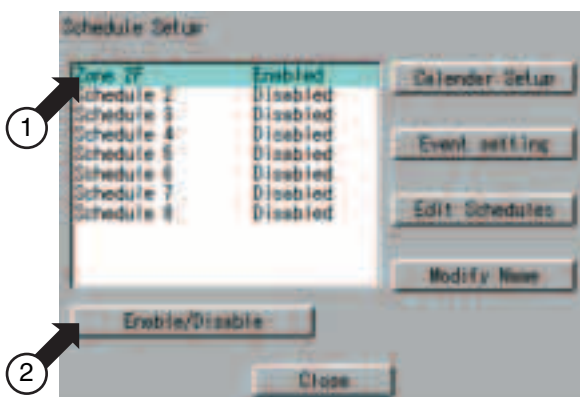 Schedule Setup
Zone 2F Enabled
Schedule 2 Disabled
Schedule 3 Disabled
Schedule 4 Disabled
Schedule 5 Disabled
Schedule 6 Disabled
Schedule 7 Disabled
Schedule 8 Disabled
Calender Setup
Event setting
Edit Schedules
Modify Name
Enable/Disable
Close
1
2